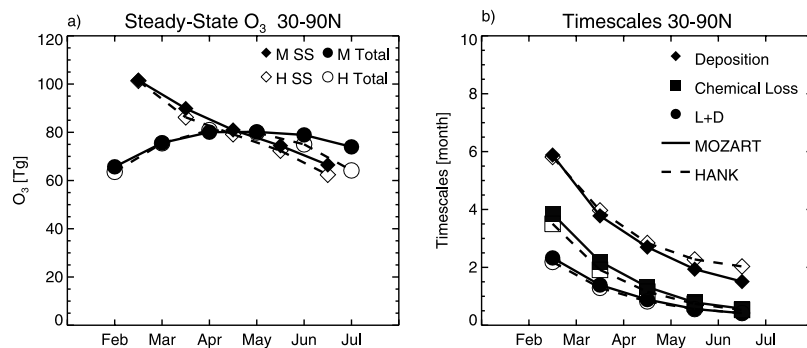 a) Steady-State O3 30-90N
M SS M Total
H SS H Total
O3 [Tg]
120
100
80
60
40
20
0
Feb Mar Apr May Jun Jul
b) Timescales 30-90N
Deposition
Chemical Loss
L+D
MOZART
HANK
Timescales [month]
10
8
6
4
2
0
Feb Mar Apr May Jun Jul